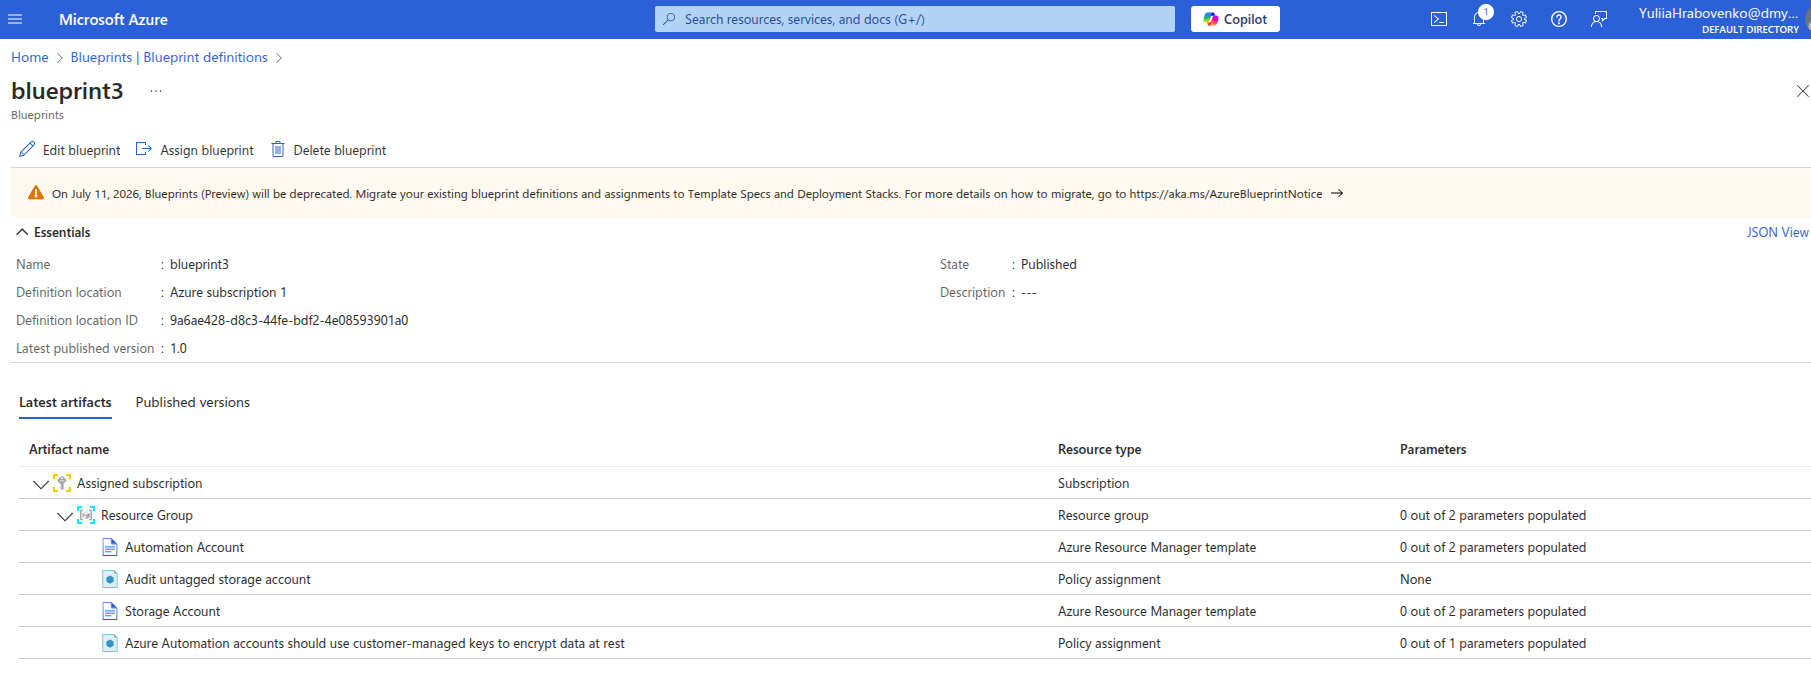 Microsoft Azure
Search resources, services, and docs (G+/)
Copilot
1
YuliiaHrabovenko@dmy...
DEFAULT DIRECTORY
Home > Blueprints | Blueprint definitions >
blueprint3 ...
Blueprints
Edit blueprint Assign blueprint Delete blueprint
On July 11, 2026, Blueprints (Preview) will be deprecated. Migrate your existing blueprint definitions and assignments to Template Specs and Deployment Stacks. For more details on how to migrate, go to https://aka.ms/AzureBlueprintNotice →
Essentials JSON View
Name : blueprint3 State : Published
Definition location : Azure subscription 1 Description : ---
Definition location ID : 9a6ae428-d8c3-44fe-bdf2-4e08593901a0
Latest published version : 1.0
Latest artifacts Published versions
Artifact name Resource type Parameters
Assigned subscription Subscription
Resource Group Resource group 0 out of 2 parameters populated
Automation Account Azure Resource Manager template 0 out of 2 parameters populated
Audit untagged storage account Policy assignment None
Storage Account Azure Resource Manager template 0 out of 2 parameters populated
Azure Automation accounts should use customer-managed keys to encrypt data at rest Policy assignment 0 out of 1 parameters populated